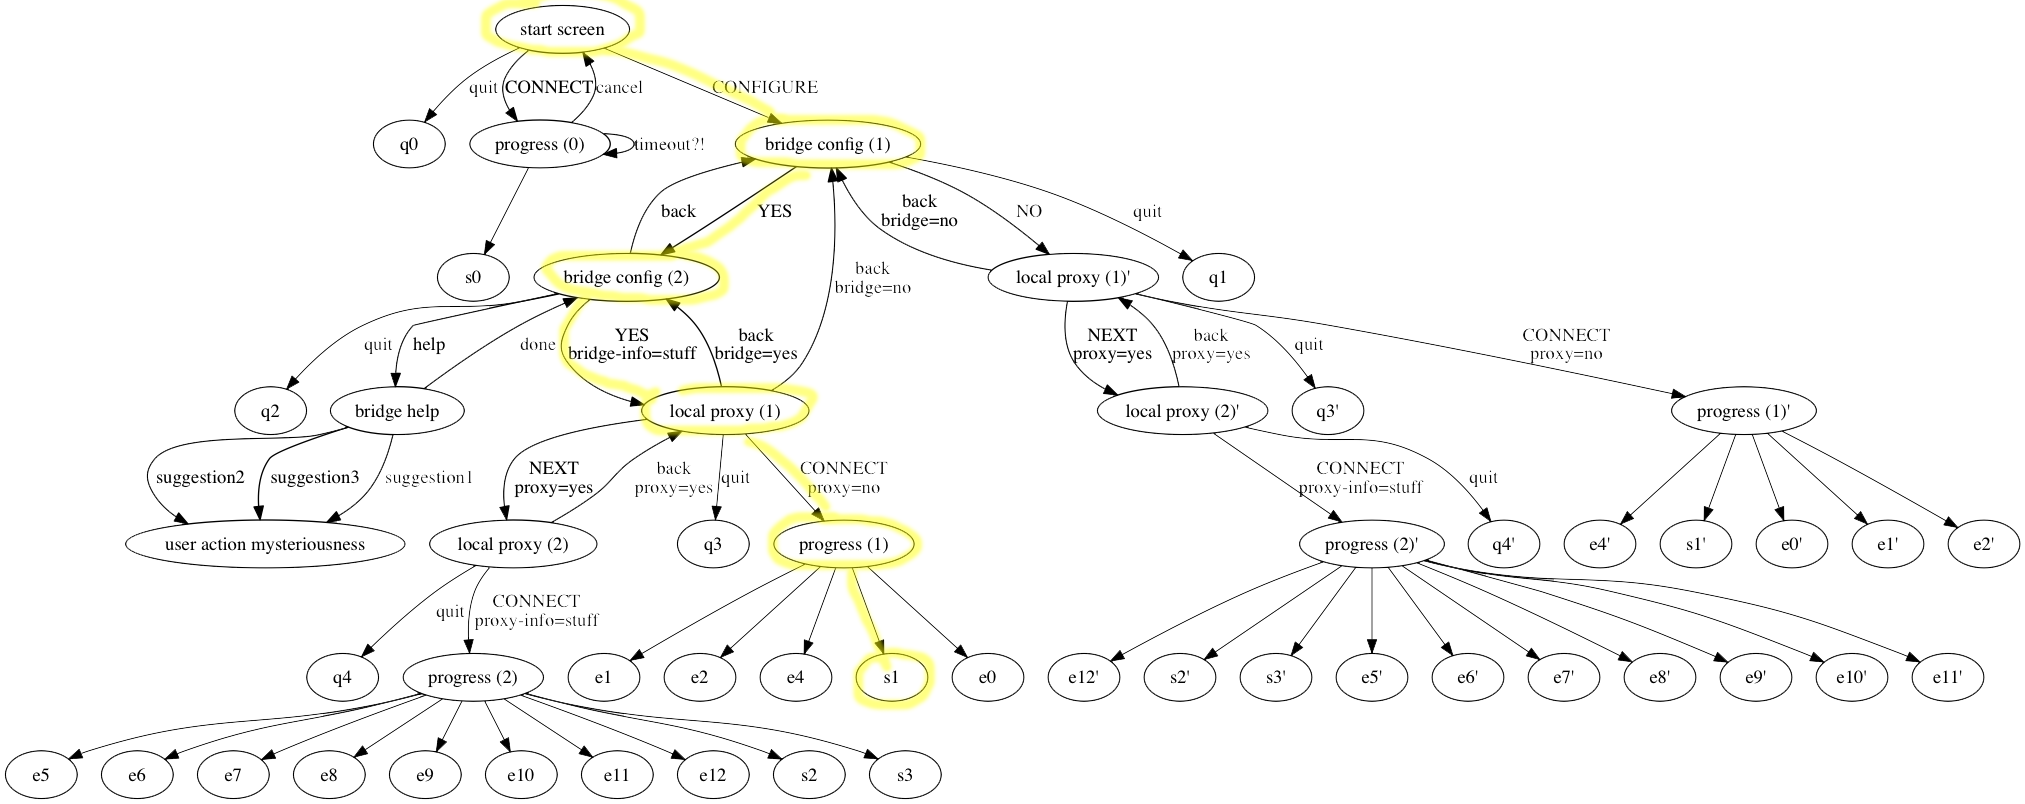 start screen
quit
CONNECT
cancel
CONFIGURE
q0
progress (0)
timeout?!
bridge config (1)
back
YES
back
bridge=no
NO
quit
s0
bridge config (2)
back
bridge=no
local proxy (1)'
q1
quit
help
done
YES
bridge-info=stuff
back
bridge=yes
NEXT
proxy=yes
back
proxy=yes
quit
CONNECT
proxy=no
q2
bridge help
local proxy (1)
local proxy (2)'
q3'
progress (1)'
suggestion2
suggestion3
suggestion1
NEXT
proxy=yes
back
proxy=yes
quit
CONNECT
proxy=no
CONNECT
proxy-info=stuff
quit
user action mysteriousness
local proxy (2)
q3
progress (1)
progress (2)'
q4'
e4'
s1'
e0'
e1'
e2'
quit
CONNECT
proxy-info=stuff
q4
progress (2)
e1
e2
e4
s1
e0
e12'
s2'
s3'
e5'
e6'
e7'
e8'
e9'
e10'
e11'
e5
e6
e7
e8
e9
e10
e11
e12
s2
s3